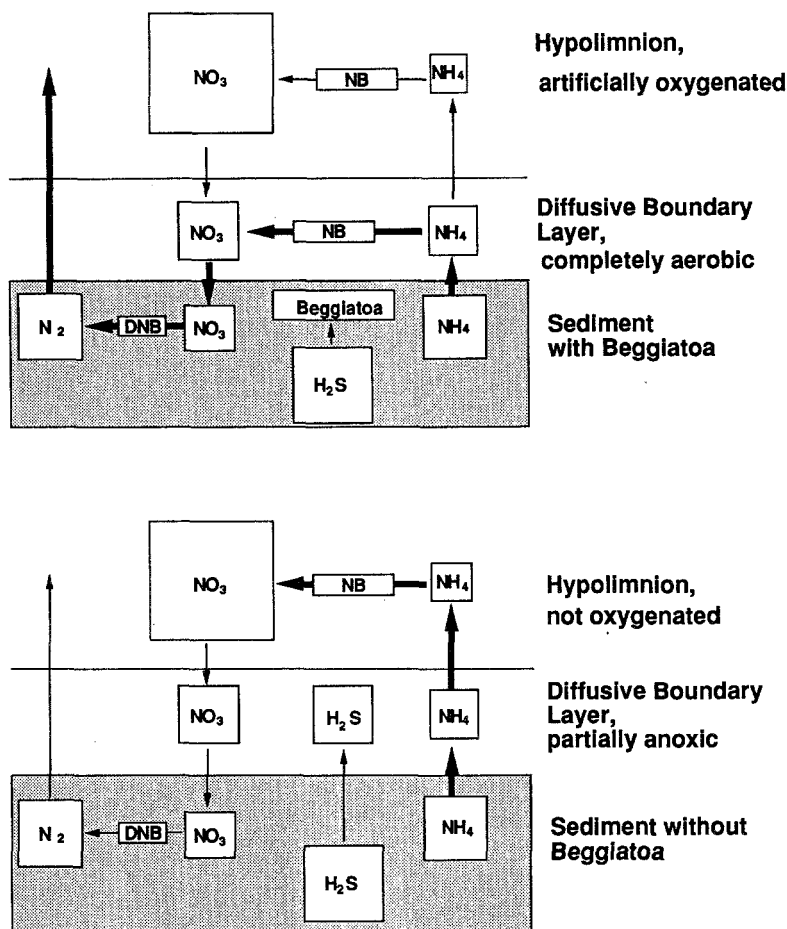 NO₃
NB
NH₄
Hypolimnion,
artificially oxygenated
NO₃
NB
NH₄
Diffusive Boundary
Layer,
completely aerobic
N₂
DNB
NO₃
Beggiatoa
H₂S
NH₄
Sediment
with Beggiatoa
NO₃
NB
NH₄
Hypolimnion,
not oxygenated
NO₃
H₂S
NH₄
Diffusive Boundary
Layer,
partially anoxic
N₂
DNB
NO₃
H₂S
NH₄
Sediment without
Beggiatoa